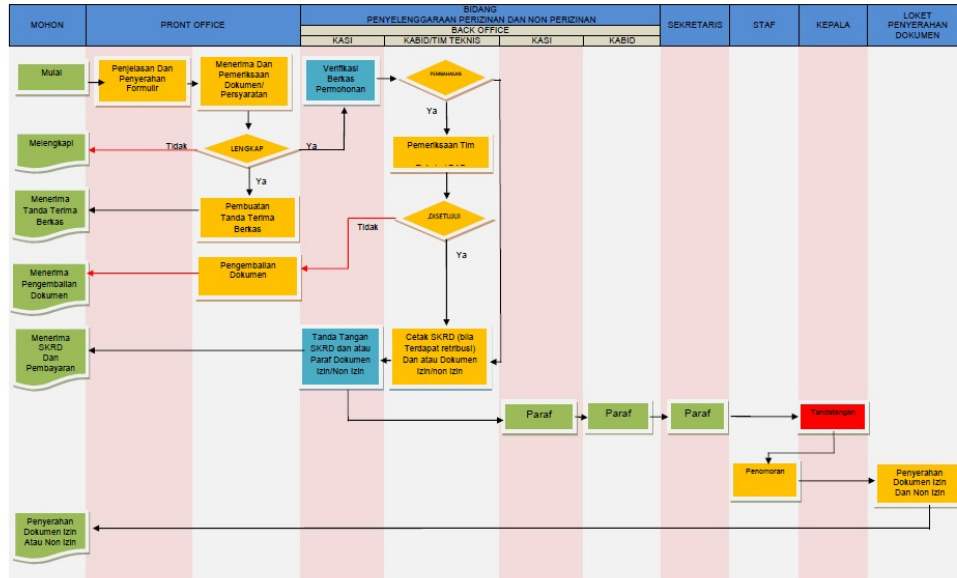 MOHON
PRONT OFFICE
BIDANG
PENYELENGGARAAN PERIZINAN DAN NON PERIZINAN
BACK OFFICE
KASI
KABID/TIM TEKNIS
KASI
KABID
SEKRETARIS
STAF
KEPALA
LOKET
PENYERAHAN
DOKUMEN
Mulai
Penjelasan Dan
Penyerahan
Formulir
Menerima Dan
Pemeriksaan
Dokumen/
Persyaratan
Verifikasi
Berkas
Permohonan
PEMBAHASAN
Ya
Melengkapi
Tidak
LENGKAP
Ya
Pemeriksaan Tim
Ya
Menerima
Tanda Terima
Berkas
Pembuatan
Tanda Terima
Berkas
.DISETUJUI
Tidak
Ya
Menerima
Pengembalian
Dokumen
Pengembalian
Dokumen
Menerima
SKRD
Dan
Pembayaran
Tanda Tangan
SKRD dan atau
Paraf Dokumen
Izin/Non Izin
Cetak SKRD (bila
Terdapat retribusi)
Dan atau Dokumen
Izin/non Izin
Paraf
Paraf
Paraf
Tandatangan
Penomoran
Penyerahan
Dokumen Izin
Dan Non Izin
Penyerahan
Dokumen Izin
Atau Non Izin